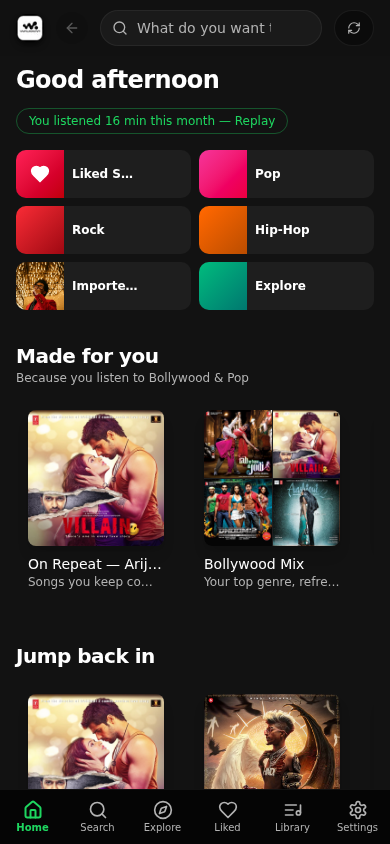 What do you want t
Good afternoon
You listened 16 min this month — Replay
Liked S...
Pop
Rock
Hip-Hop
Importe...
Explore
Made for you
Because you listen to Bollywood & Pop
VILLAIN
On Repeat — Arij...
Songs you keep co...
Bollywood Mix
Your top genre, refre...
Jump back in
Home
Search
Explore
Liked
Library
Settings